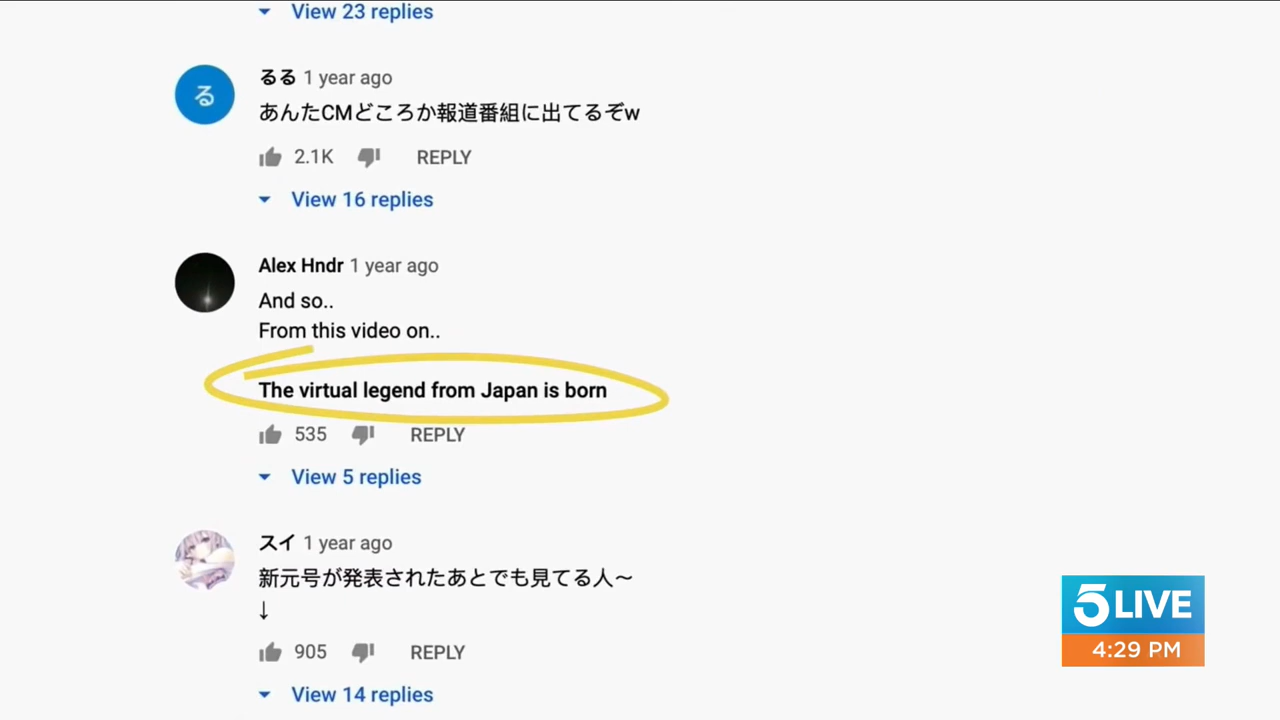 View 23 replies
る
るる 1 year ago
あんたCMどころか報道番組に出てるぞw
2.1K REPLY
View 16 replies
Alex Hndr 1 year ago
And so..
From this video on..
The virtual legend from Japan is born
535 REPLY
View 5 replies
スイ 1 year ago
新元号が発表されたあとでも見てる人～
↓
905 REPLY
View 14 replies
5 LIVE
4:29 PM